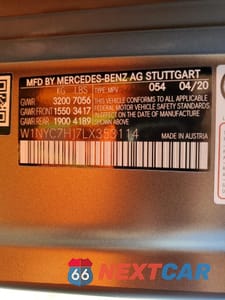 MFD BY MERCEDES-BENZ AG STUTTGART
KG LBS TYPE: MPV 054 04/20
GVWR 3200 7056 THIS VEHICLE CONFORMS TO ALL APPLICABLE
GAWR FRONT 1550 3417 FEDERAL MOTOR VEHICLE SAFETY STANDARDS
GAWR REAR 1900 4189 IN EFFECT ON THE DATE OF MANUFACTURE
SHOWN ABOVE
W1NYC7HJ7LX359114
MADE IN AUSTRIA
66 NEXTCAR